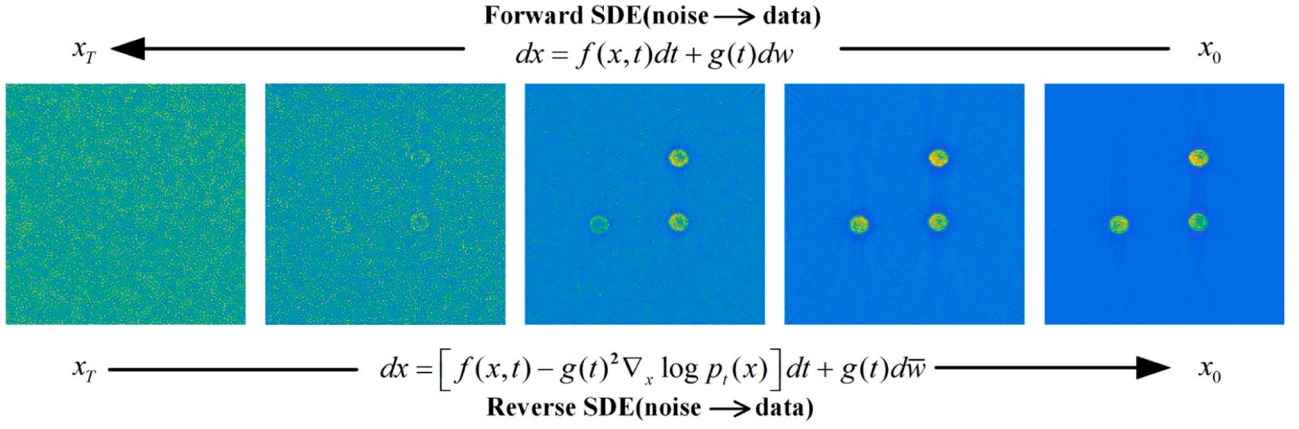 Forward SDE(noise → data)
x_T dx = f(x,t)dt + g(t)dw x_0
x_T dx = [f(x,t) − g(t)²∇_x log p_t(x)]dt + g(t)dw̅ x_0
Reverse SDE(noise → data)